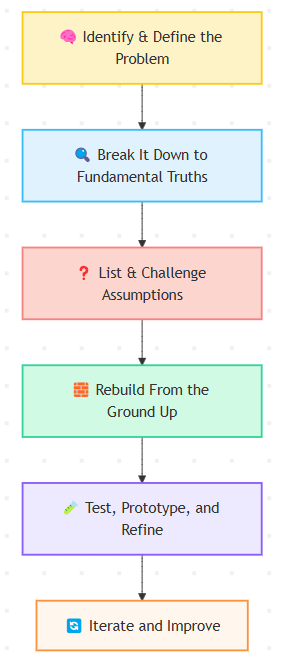 🧠 Identify & Define the
Problem
🔍 Break It Down to
Fundamental Truths
❓ List & Challenge
Assumptions
🧱 Rebuild From the
Ground Up
🧪 Test, Prototype, and
Refine
🔄 Iterate and Improve